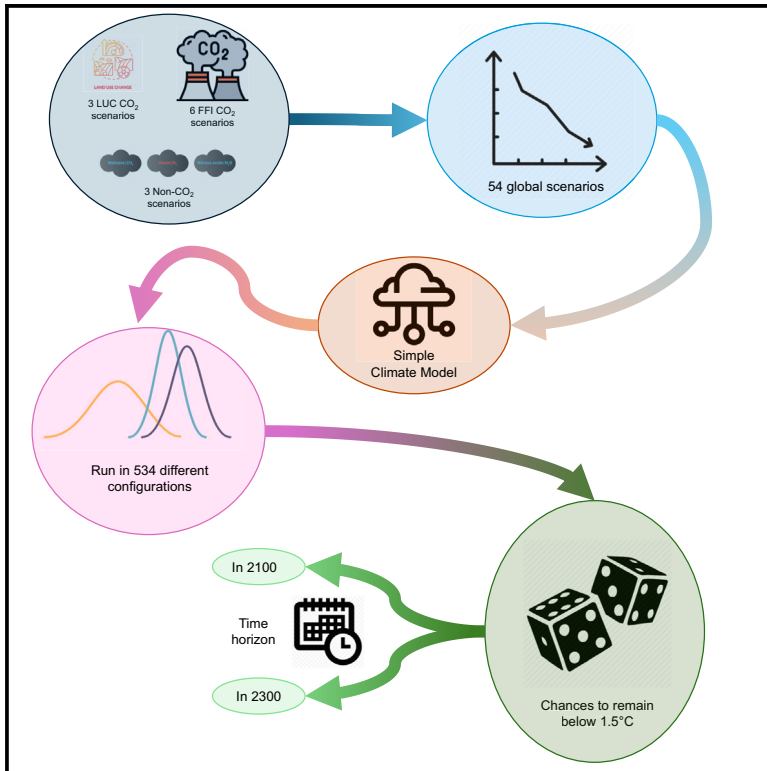 CO₂
LAND USE CHANGE
3 LUC CO₂
scenarios
6 FFI CO₂
scenarios
3 Non-CO₂
scenarios
54 global scenarios
Simple
Climate Model
Run in 534 different
configurations
In 2100
Time
horizon
In 2300
Chances to remain
below 1.5°C